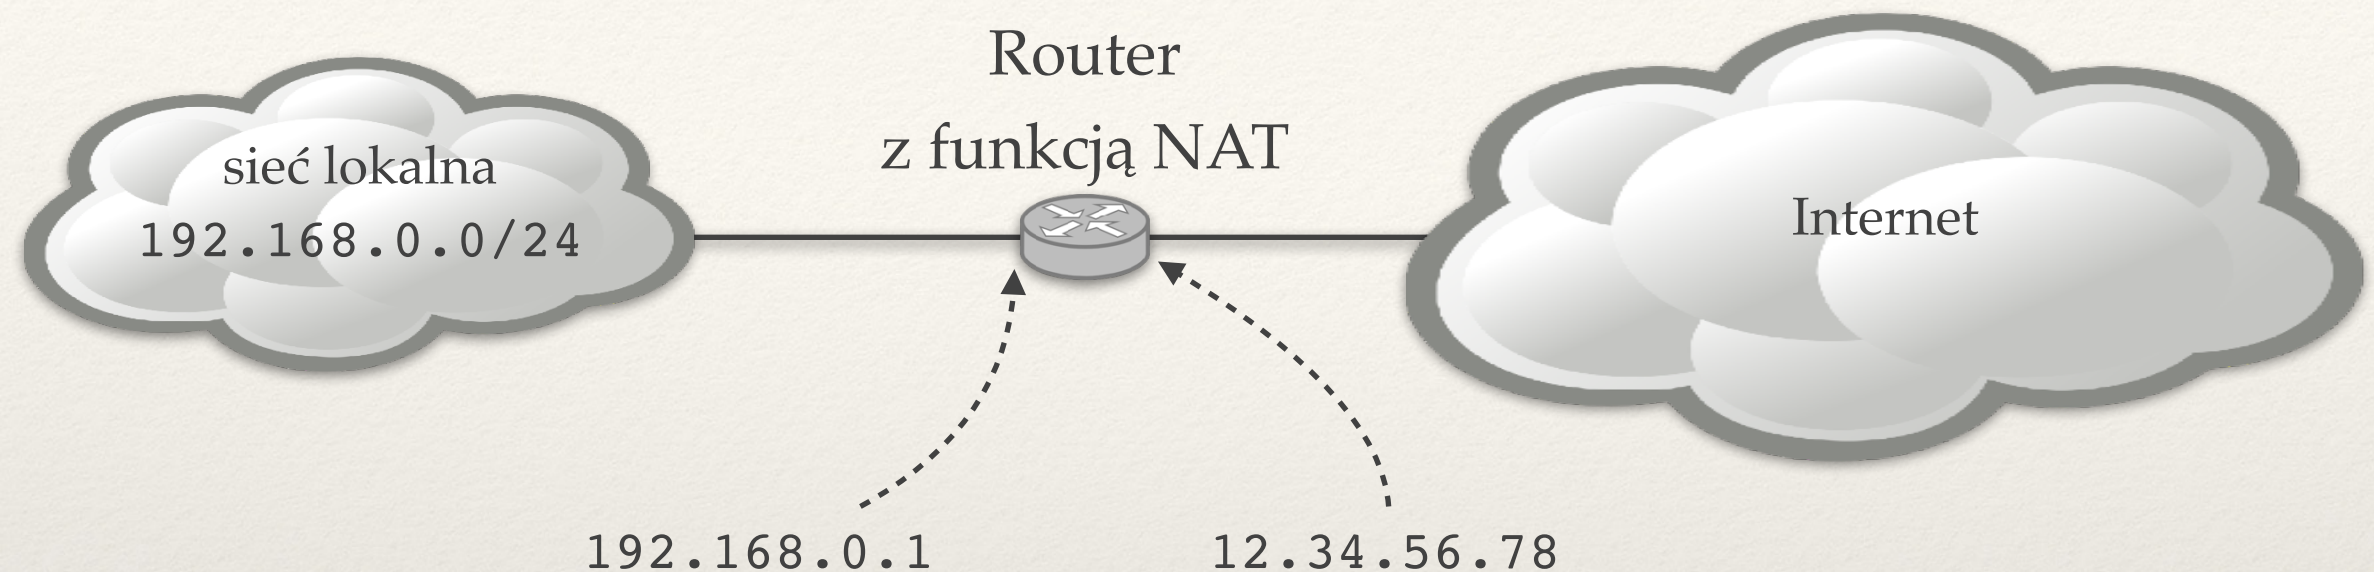 Router
z funkcją NAT
sieć lokalna
192.168.0.0/24
Internet
192.168.0.1
12.34.56.78